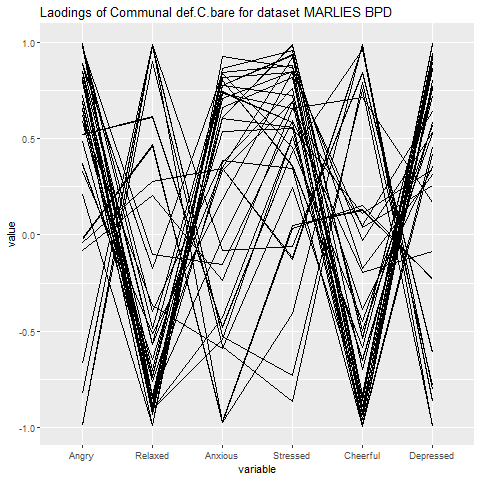 Laodings of Communal def.C.bare for dataset MARLIES BPD
1.0
0.5
0.0
-0.5
-1.0
value
Angry Relaxed Anxious Stressed Cheerful Depressed
variable